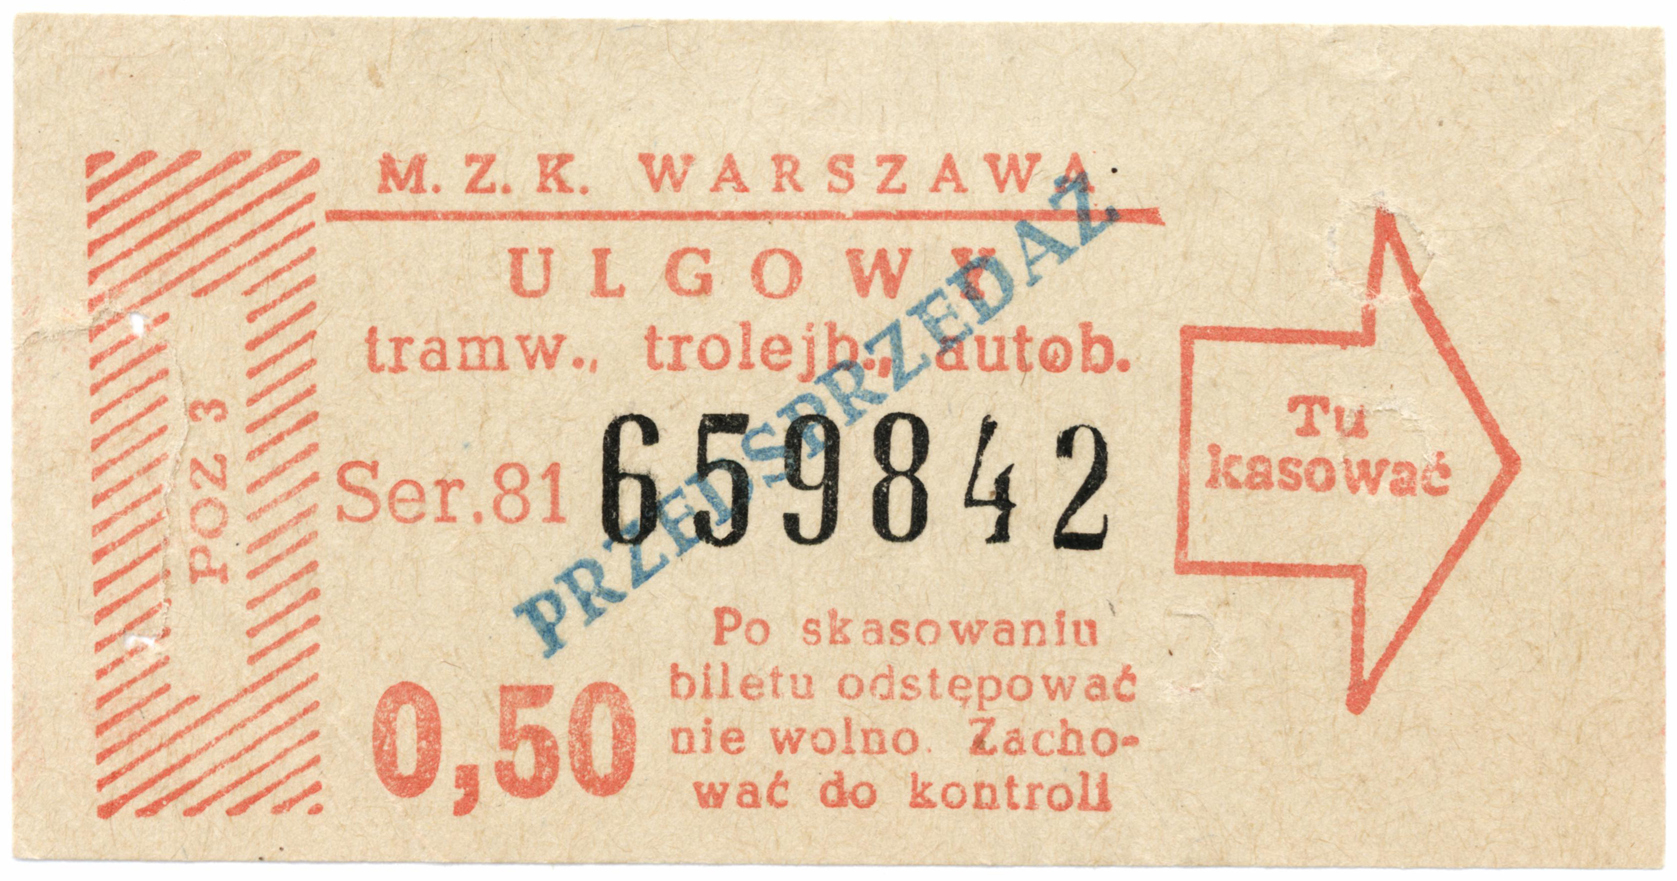 M. Z. K. WARSZAWA
ULGOWY
tramw., trolejb., autob.
Ser.81 659842
PRZEDSPRZEDAŻ
POZ 3
0,50
Po skasowaniu
biletu odstępować
nie wolno. Zacho-
wać do kontroli
Tu
kasować